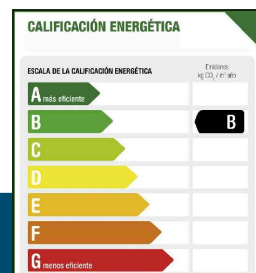 CALIFICACIÓN ENERGÉTICA
ESCALA DE LA CALIFICACIÓN ENERGÉTICA
Emisiones
kg CO₂ / m² año
A más eficiente
B B
C
D
E
F
G menos eficiente